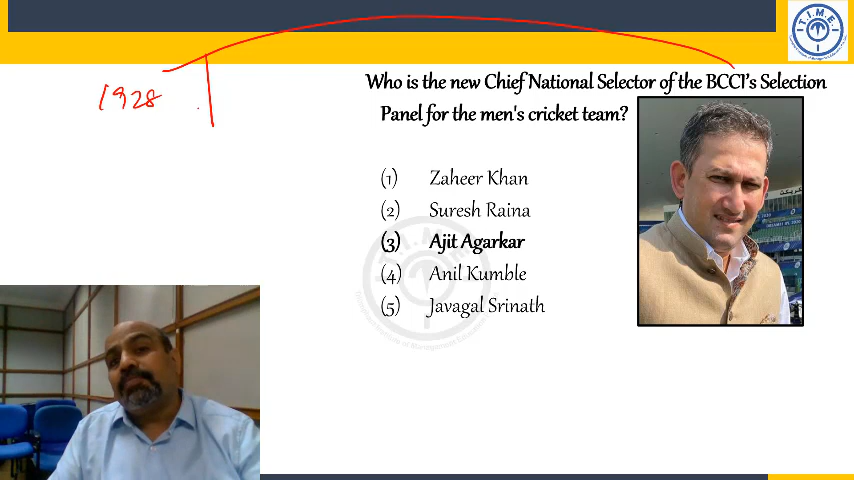 T.I.M.E.
1928
Who is the new Chief National Selector of the BCCI's Selection
Panel for the men's cricket team?
(1) Zaheer Khan
(2) Suresh Raina
(3) Ajit Agarkar
(4) Anil Kumble
(5) Javagal Srinath
T.I.M.E.